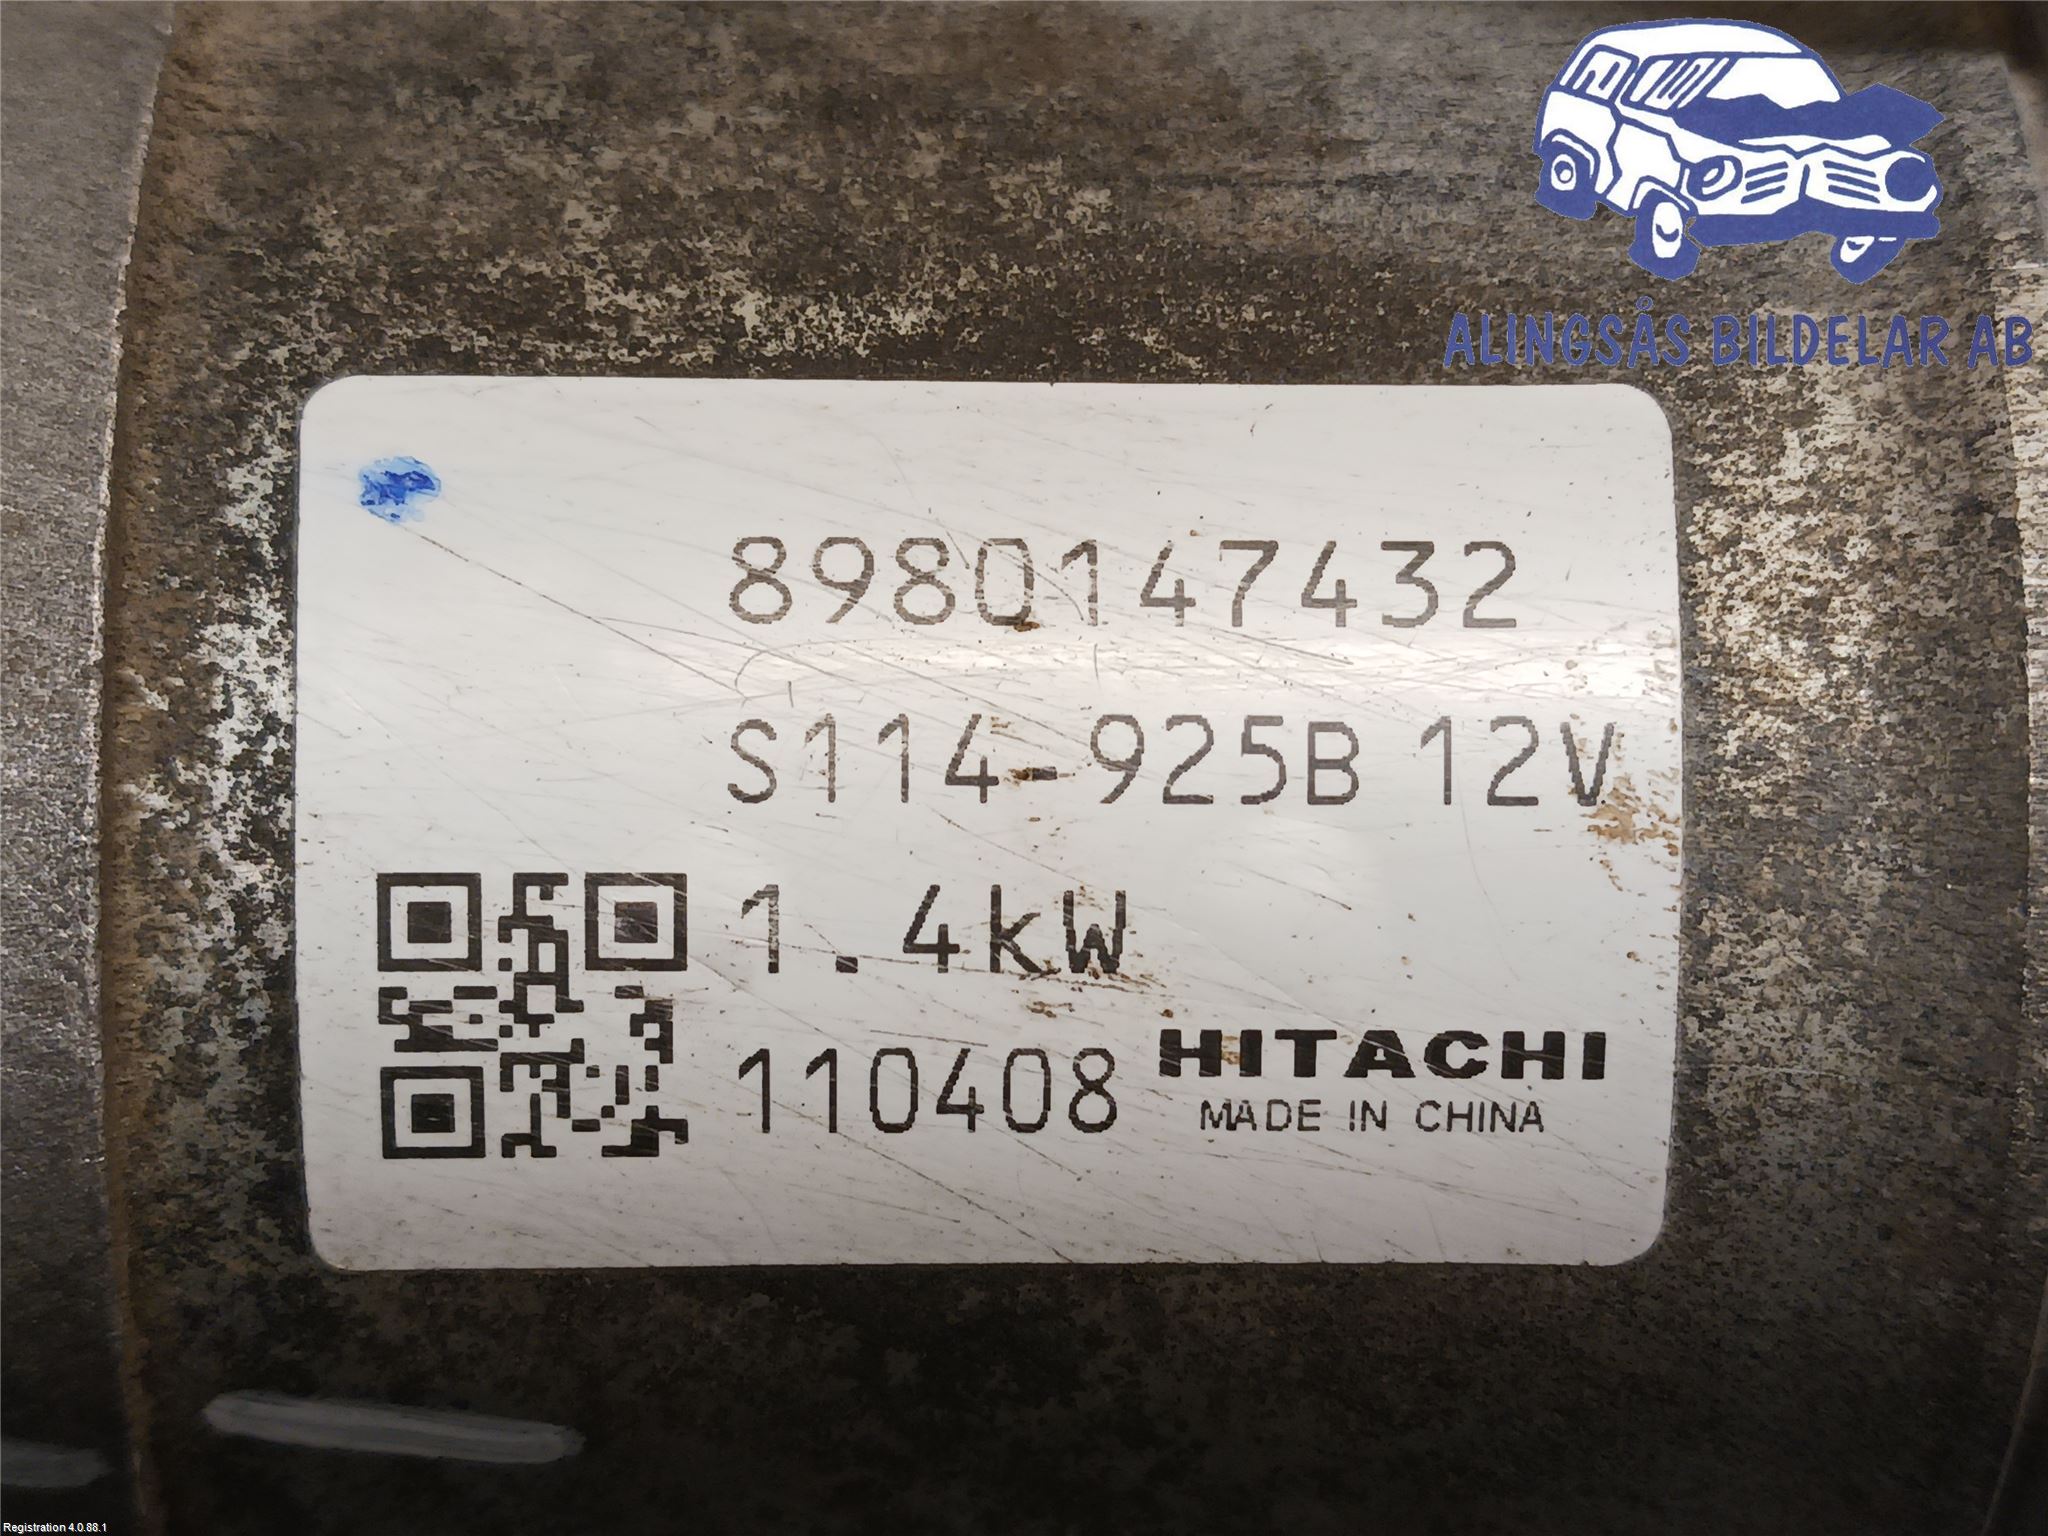 ALINGSÅS BILDELAR AB
8980147432
S114-925B 12V
1.4kW
110408
HITACHI
MADE IN CHINA
Registration 4.0.88.1